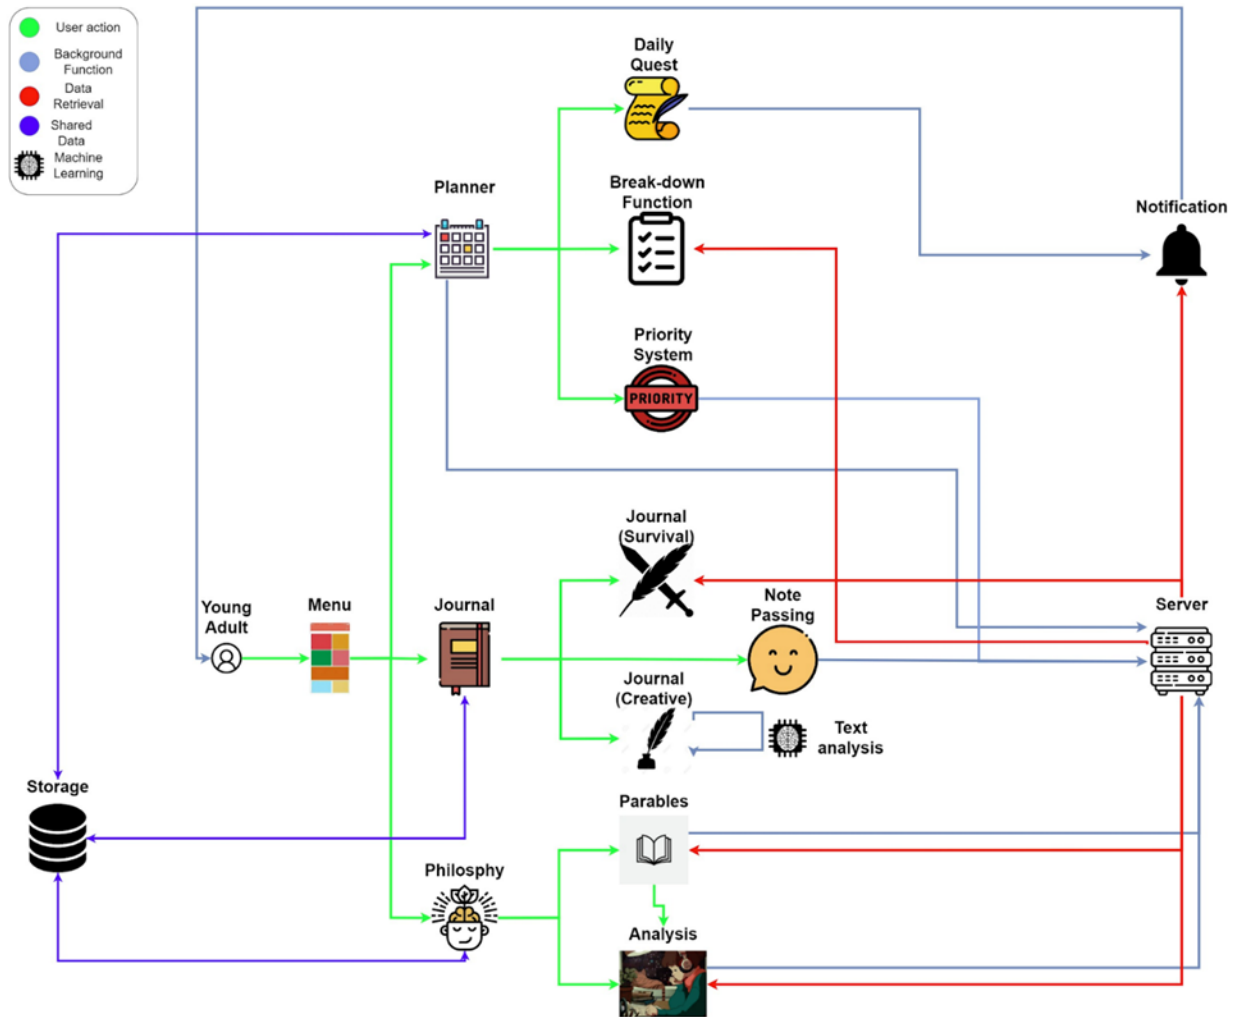 User action
Background
Function
Data
Retrieval
Shared
Data
Machine
Learning
Daily
Quest
Planner
Break-down
Function
Notification
Priority
System
PRIORITY
Journal
(Survival)
Young
Adult
Menu
Journal
Note
Passing
Server
Journal
(Creative)
Text
analysis
Storage
Parables
Philosphy
Analysis